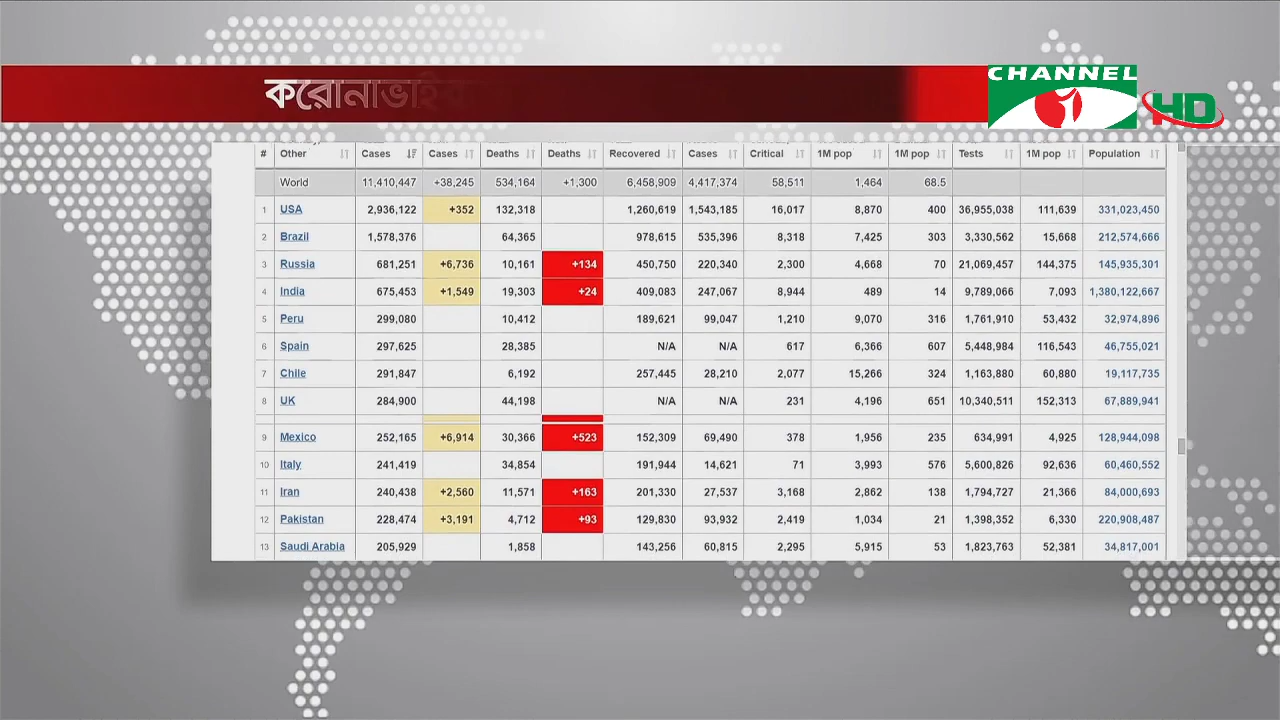 CHANNEL
HD
করোনাভাই
# Other Cases Cases Deaths Deaths Recovered Cases Critical 1M pop 1M pop Tests 1M pop Population
World 11,410,447 +38,245 534,164 +1,300 6,458,909 4,417,374 58,511 1,464 68.5
1 USA 2,936,122 +352 132,318 1,260,619 1,543,185 16,017 8,870 400 36,955,038 111,639 331,023,450
2 Brazil 1,578,376 64,365 978,615 535,396 8,318 7,425 303 3,330,562 15,668 212,574,666
3 Russia 681,251 +6,736 10,161 +134 450,750 220,340 2,300 4,668 70 21,069,457 144,375 145,935,301
4 India 675,453 +1,549 19,303 +24 409,083 247,067 8,944 489 14 9,789,066 7,093 1,380,122,667
5 Peru 299,080 10,412 189,621 99,047 1,210 9,070 316 1,761,910 53,432 32,974,896
6 Spain 297,625 28,385 N/A N/A 617 6,366 607 5,448,984 116,543 46,755,021
7 Chile 291,847 6,192 257,445 28,210 2,077 15,266 324 1,163,880 60,880 19,117,735
8 UK 284,900 44,198 N/A N/A 231 4,196 651 10,340,511 152,313 67,889,941
9 Mexico 252,165 +6,914 30,366 +523 152,309 69,490 378 1,956 235 634,991 4,925 128,944,098
10 Italy 241,419 34,854 191,944 14,621 71 3,993 576 5,600,826 92,636 60,460,552
11 Iran 240,438 +2,560 11,571 +163 201,330 27,537 3,168 2,862 138 1,794,727 21,366 84,000,693
12 Pakistan 228,474 +3,191 4,712 +93 129,830 93,932 2,419 1,034 21 1,398,352 6,330 220,908,487
13 Saudi Arabia 205,929 1,858 143,256 60,815 2,295 5,915 53 1,823,763 52,381 34,817,001